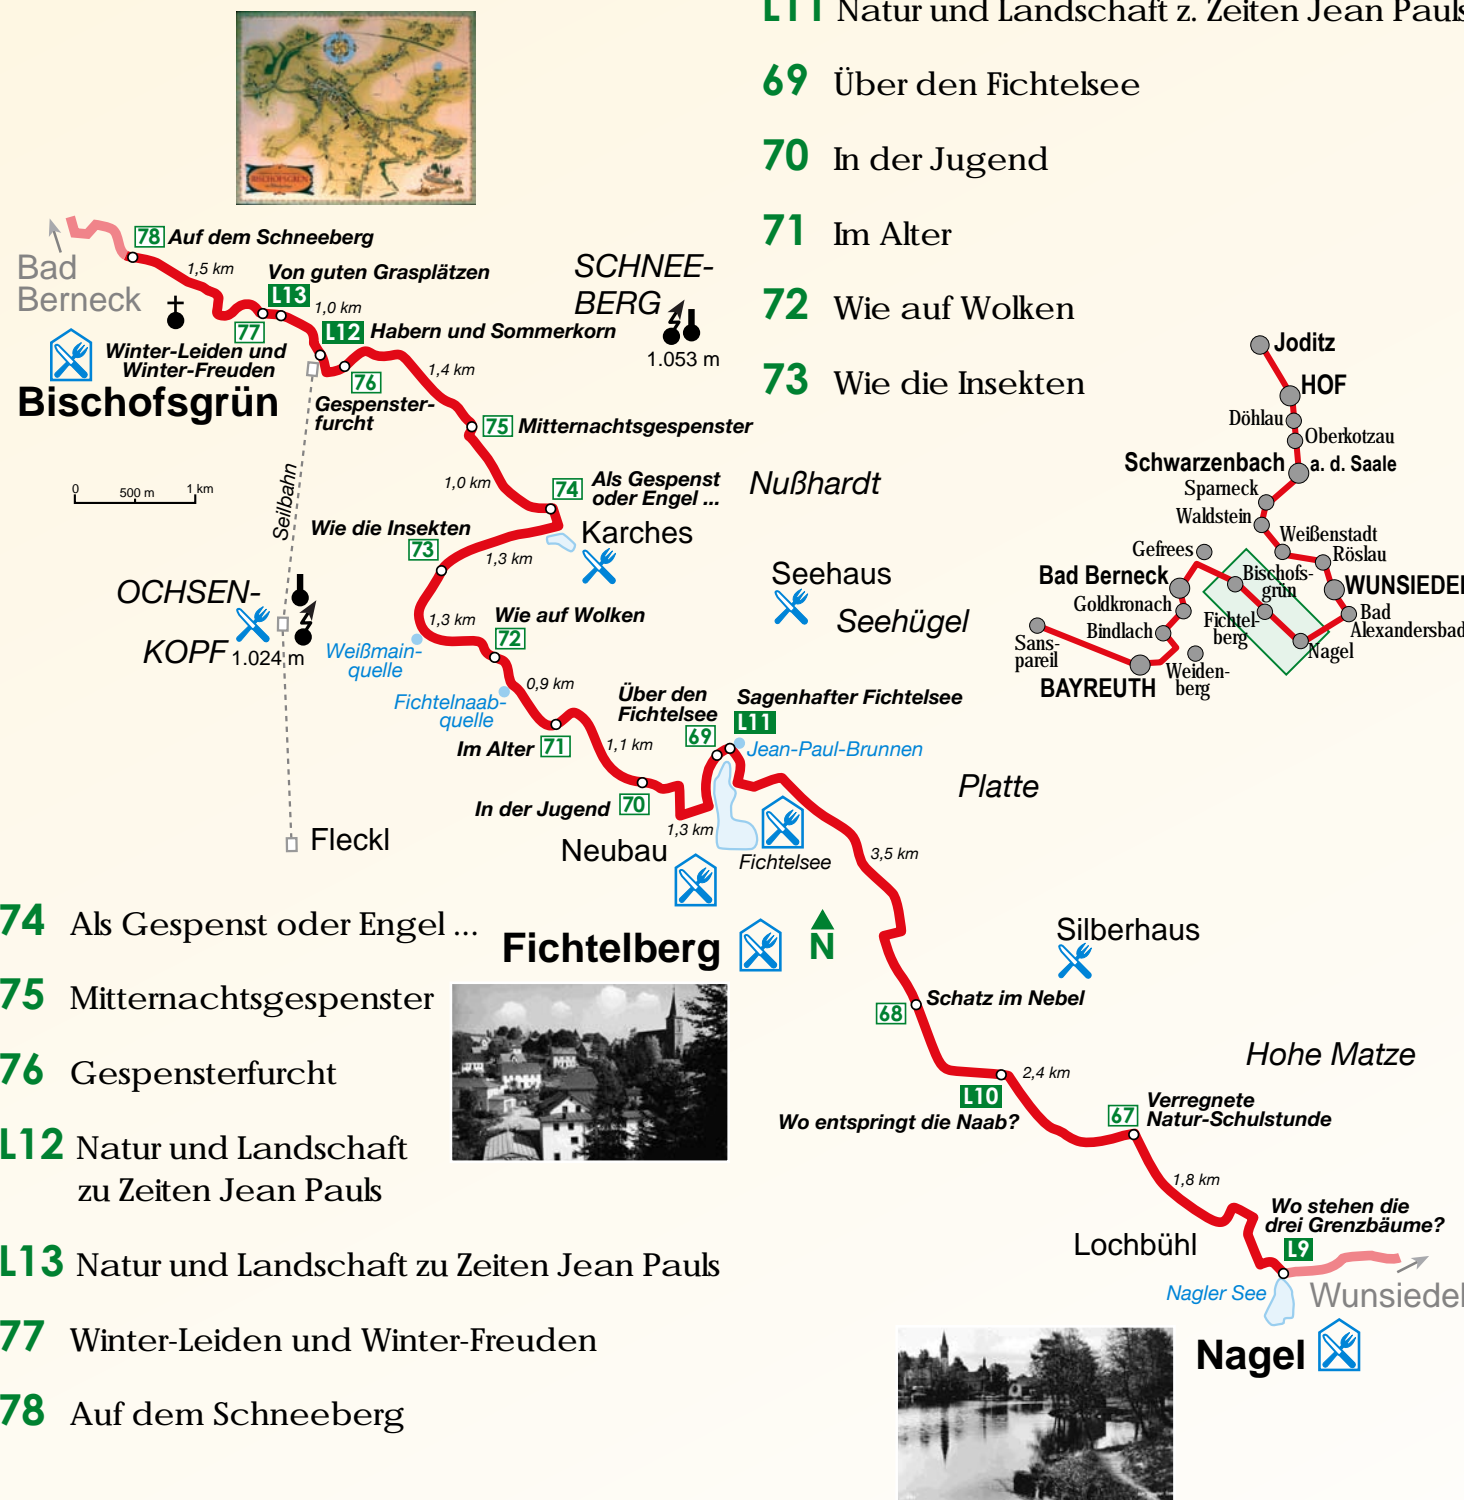 L11 Natur und Landschaft z. Zeiten Jean Pauls
69 Über den Fichtelsee
70 In der Jugend
71 Im Alter
72 Wie auf Wolken
73 Wie die Insekten
BISCHOFSGRÜN
78 Auf dem Schneeberg
Bad
Berneck
1,5 km
Von guten Grasplätzen
L13
1,0 km
SCHNEE-
BERG
1.053 m
L12 Habern und Sommerkorn
77
Winter-Leiden und
Winter-Freuden
Bischofsgrün
76
Gespenster-
furcht
1,4 km
75 Mitternachtsgespenster
0 500 m 1 km
Seilbahn
1,0 km
74 Als Gespenst
oder Engel ...
Nußhardt
Karches
Wie die Insekten
73
1,3 km
Seehaus
Seehügel
OCHSEN-
KOPF 1.024 m
1,3 km
Wie auf Wolken
72
Weißmain-
quelle
0,9 km
Fichtelnaab-
quelle
Im Alter 71
1,1 km
Über den
Fichtelsee
69
Sagenhafter Fichtelsee
L11
Jean-Paul-Brunnen
In der Jugend 70
1,3 km
Platte
Fleckl
Neubau
Fichtelsee
3,5 km
Fichtelberg
N
Silberhaus
68 Schatz im Nebel
Hohe Matze
L10
2,4 km
Wo entspringt die Naab?
67 Verregnete
Natur-Schulstunde
1,8 km
Wo stehen die
drei Grenzbäume?
L9
Lochbühl
Nagler See
Wunsiedel
Nagel
Joditz
HOF
Döhlau
Oberkotzau
Schwarzenbach a. d. Saale
Sparneck
Waldstein
Weißenstadt
Gefrees
Röslau
Bad Berneck
Bischofs-
grün
WUNSIEDEL
Goldkronach
Fichtel-
berg
Bad
Alexandersbad
Bindlach
Sans-
pareil
Nagel
Weiden-
berg
BAYREUTH
74 Als Gespenst oder Engel ...
75 Mitternachtsgespenster
76 Gespensterfurcht
L12 Natur und Landschaft
zu Zeiten Jean Pauls
L13 Natur und Landschaft zu Zeiten Jean Pauls
77 Winter-Leiden und Winter-Freuden
78 Auf dem Schneeberg